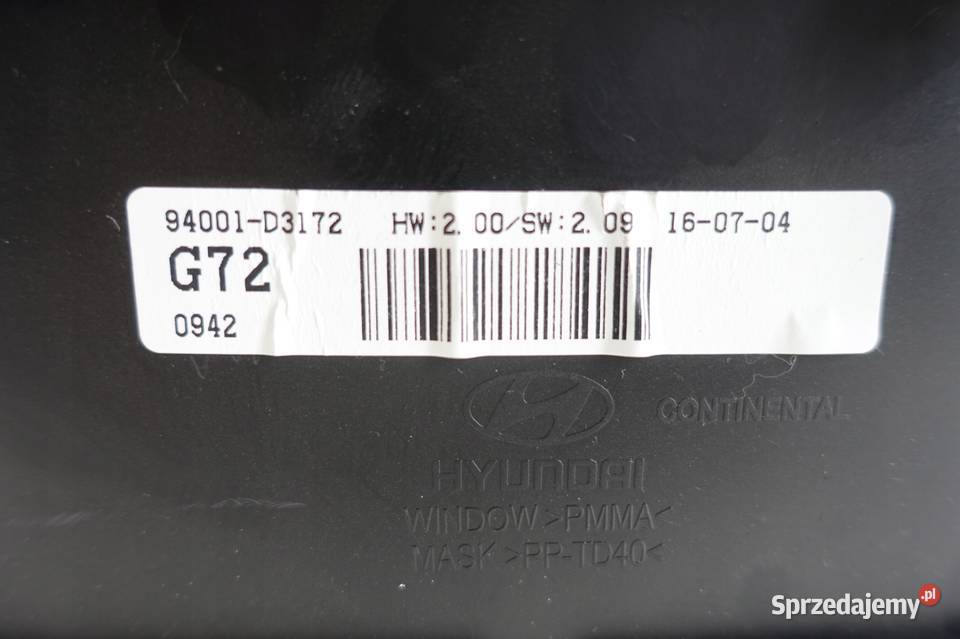 94001-D3172 HW:2.00/SW:2.09 16-07-04
G72
0942
CONTINENTAL
HYUNDAI
WINDOW >PMMA<
MASK >PP-TD40<
Sprzedajemy.pl